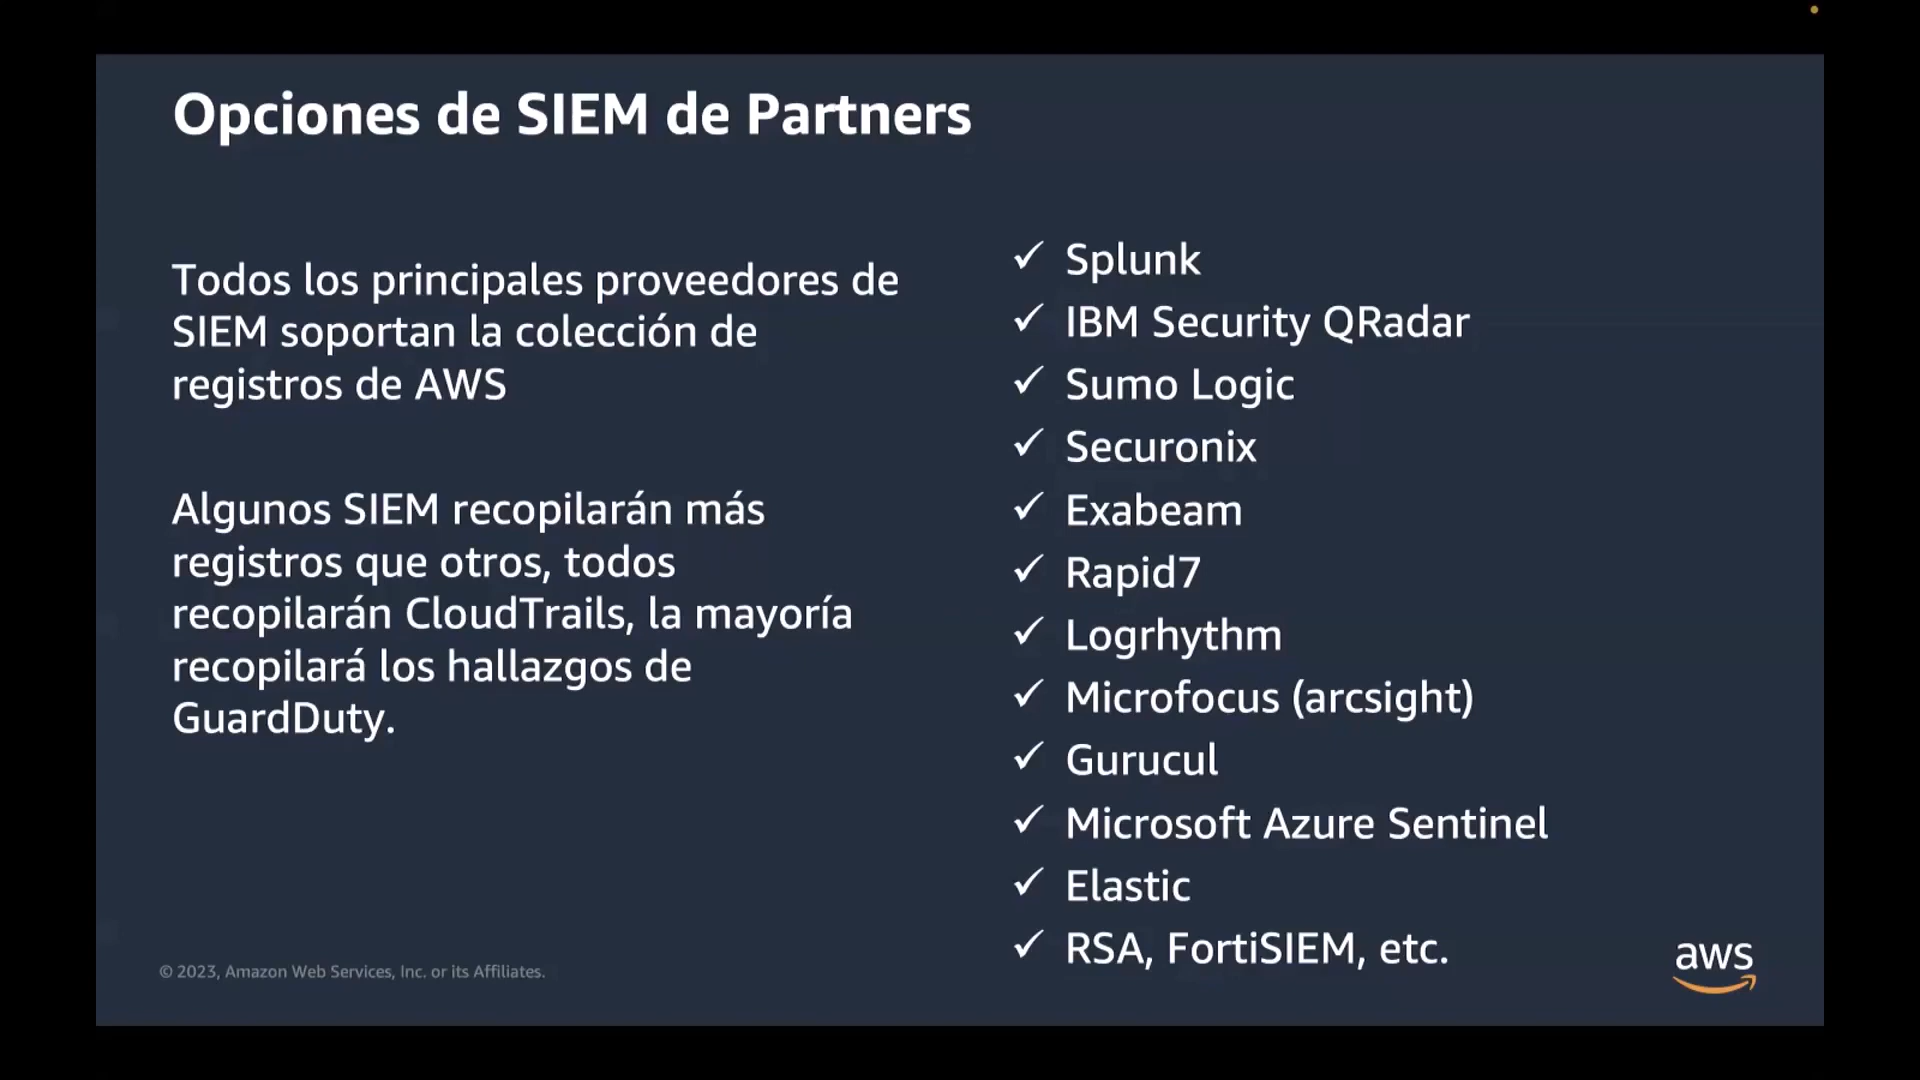 Opciones de SIEM de Partners
Todos los principales proveedores de
SIEM soportan la colección de
registros de AWS
Algunos SIEM recopilarán más
registros que otros, todos
recopilarán CloudTrails, la mayoría
recopilará los hallazgos de
GuardDuty.
✓ Splunk
✓ IBM Security QRadar
✓ Sumo Logic
✓ Securonix
✓ Exabeam
✓ Rapid7
✓ Logrhythm
✓ Microfocus (arcsight)
✓ Gurucul
✓ Microsoft Azure Sentinel
✓ Elastic
✓ RSA, FortiSIEM, etc.
© 2023, Amazon Web Services, Inc. or its Affiliates.
aws